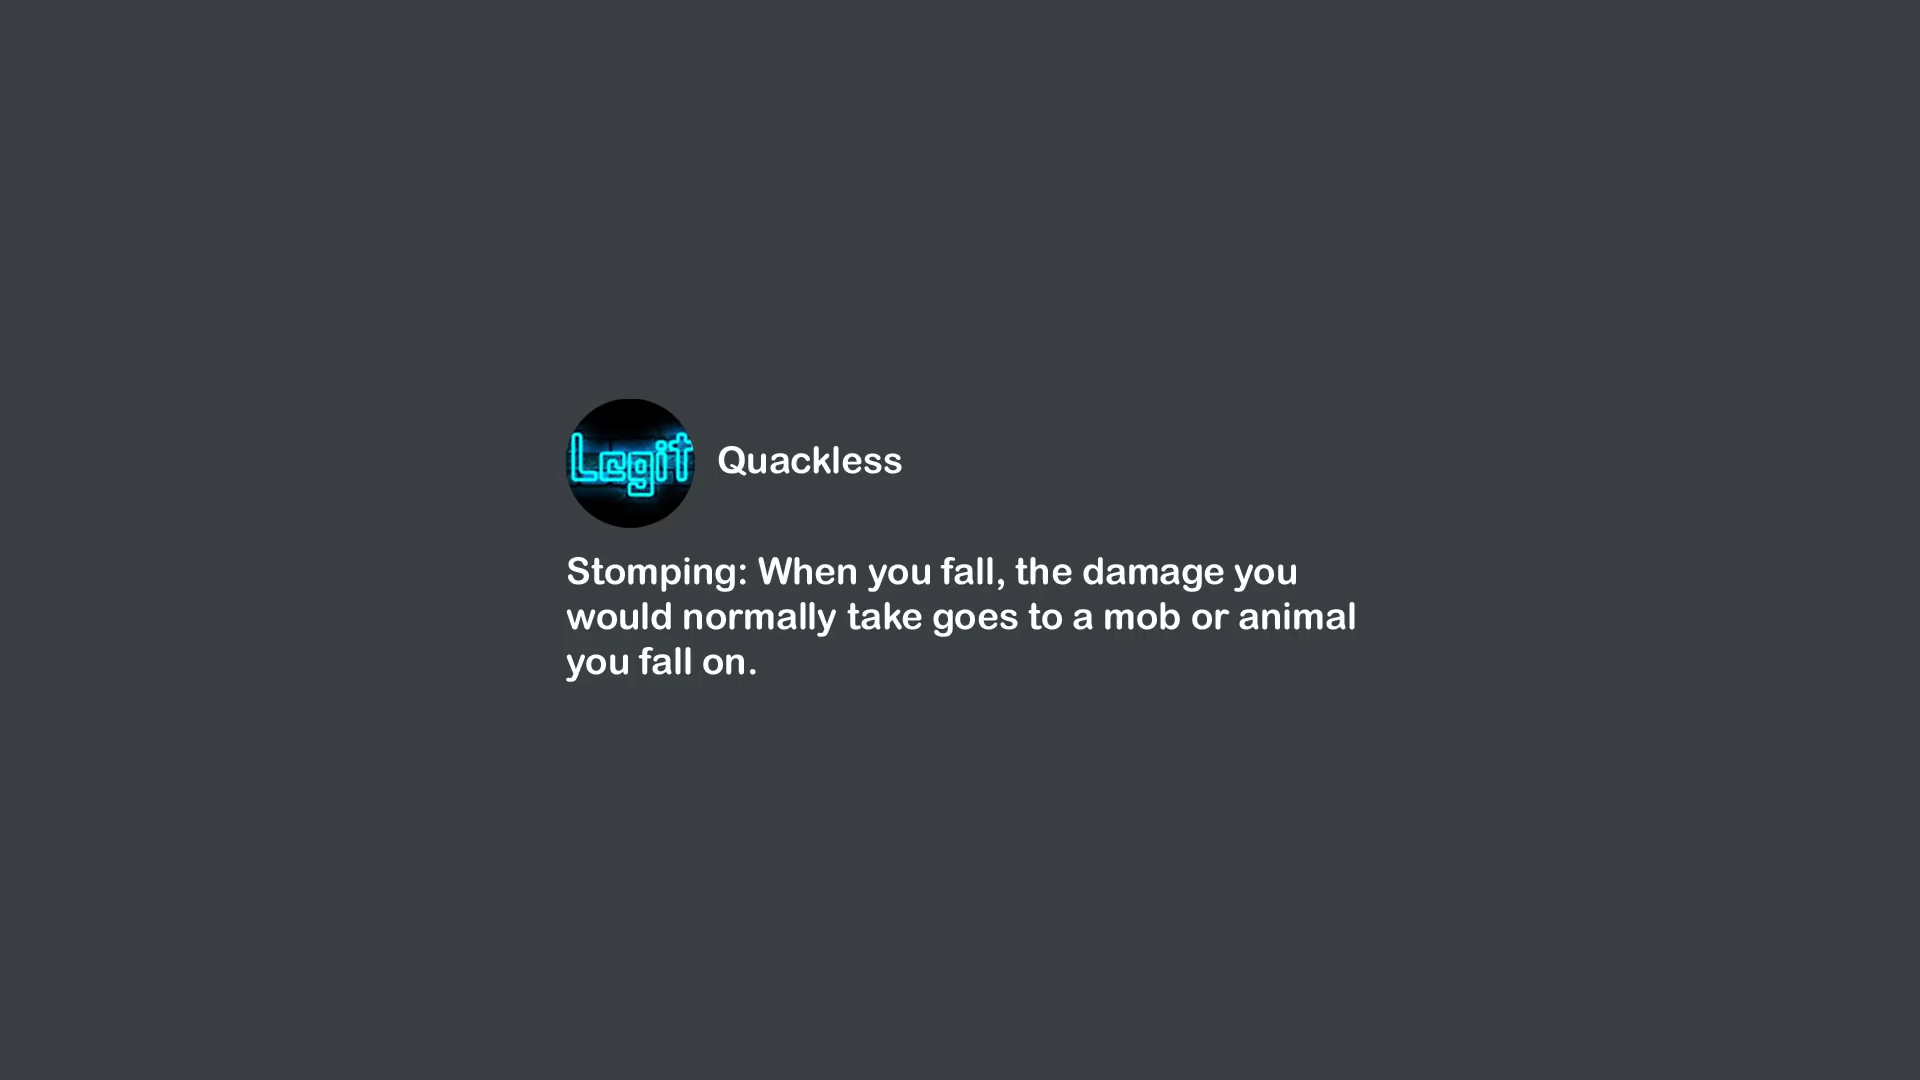 Legit
Quackless
Stomping: When you fall, the damage you
would normally take goes to a mob or animal
you fall on.